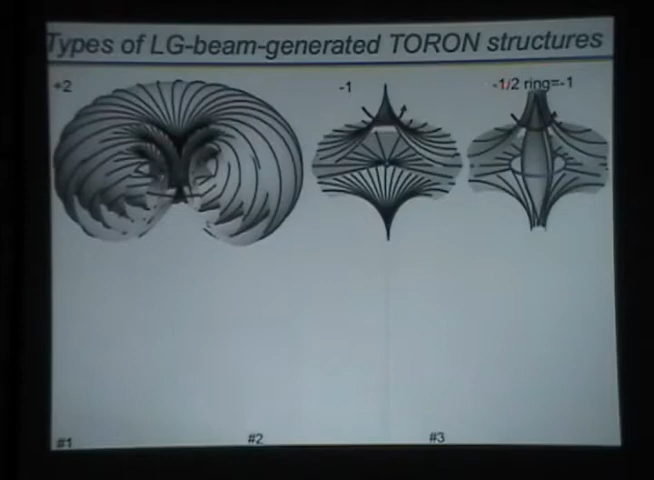 Types of LG-beam-generated TORON structures
+2
-1
-1/2 ring=-1
#1
#2
#3